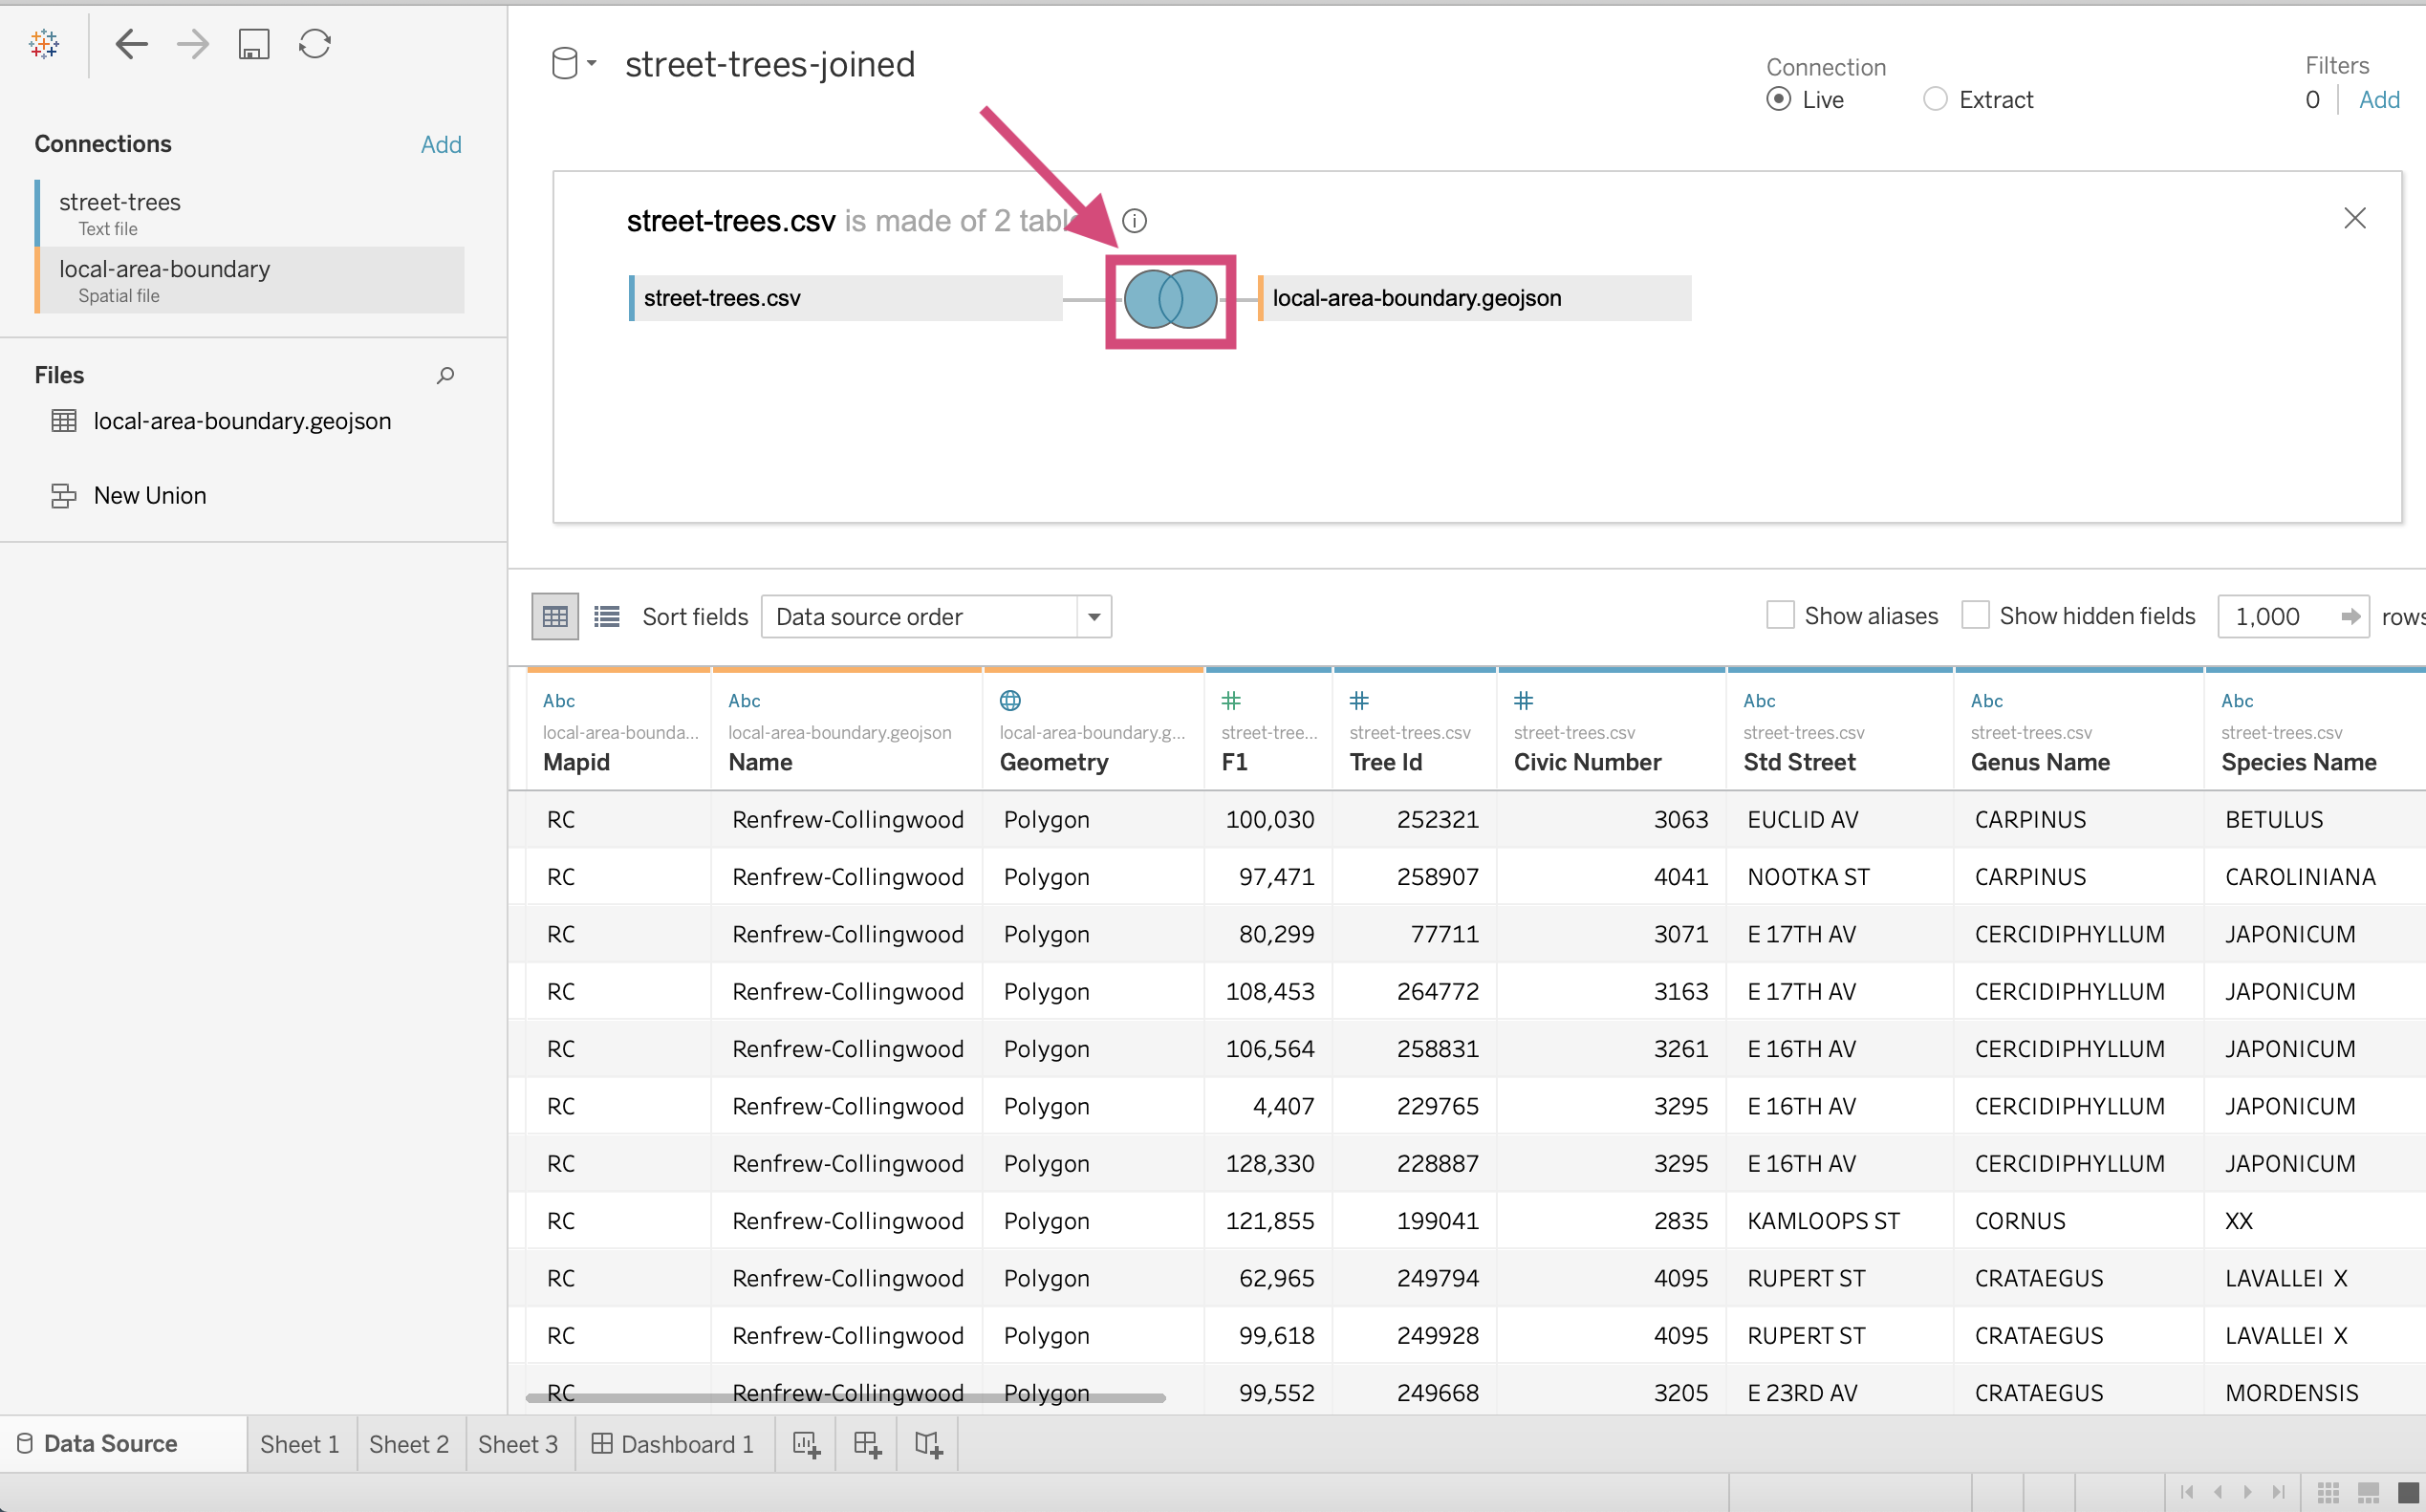 street-trees-joined
Connection
Live
Extract
Filters
0
Add
Connections
Add
street-trees
Text file
local-area-boundary
Spatial file
Files
local-area-boundary.geojson
New Union
street-trees.csv is made of 2
street-trees.csv
local-area-boundary.geojson
Sort fields
Data source order
Show aliases
Show hidden fields
1,000
Abc Abc # # # Abc Abc Abc
local-area-bounda... local-area-boundary.geojson local-area-boundary.g... street-tree... street-trees.csv street-trees.csv street-trees.csv street-trees.csv street-trees.csv
Mapid Name Geometry F1 Tree Id Civic Number Std Street Genus Name Species Name
RC Renfrew-Collingwood Polygon 100,030 252321 3063 EUCLID AV CARPINUS BETULUS
RC Renfrew-Collingwood Polygon 97,471 258907 4041 NOOTKA ST CARPINUS CAROLINIANA
RC Renfrew-Collingwood Polygon 80,299 77711 3071 E 17TH AV CERCIDIPHYLLUM JAPONICUM
RC Renfrew-Collingwood Polygon 108,453 264772 3163 E 17TH AV CERCIDIPHYLLUM JAPONICUM
RC Renfrew-Collingwood Polygon 106,564 258831 3261 E 16TH AV CERCIDIPHYLLUM JAPONICUM
RC Renfrew-Collingwood Polygon 4,407 229765 3295 E 16TH AV CERCIDIPHYLLUM JAPONICUM
RC Renfrew-Collingwood Polygon 128,330 228887 3295 E 16TH AV CERCIDIPHYLLUM JAPONICUM
RC Renfrew-Collingwood Polygon 121,855 199041 2835 KAMLOOPS ST CORNUS XX
RC Renfrew-Collingwood Polygon 62,965 249794 4095 RUPERT ST CRATAEGUS LAVALLEI X
RC Renfrew-Collingwood Polygon 99,618 249928 4095 RUPERT ST CRATAEGUS LAVALLEI X
RC Renfrew-Collingwood Polygon 99,552 249668 3205 E 23RD AV CRATAEGUS MORDENSIS
Data Source
Sheet 1
Sheet 2
Sheet 3
Dashboard 1